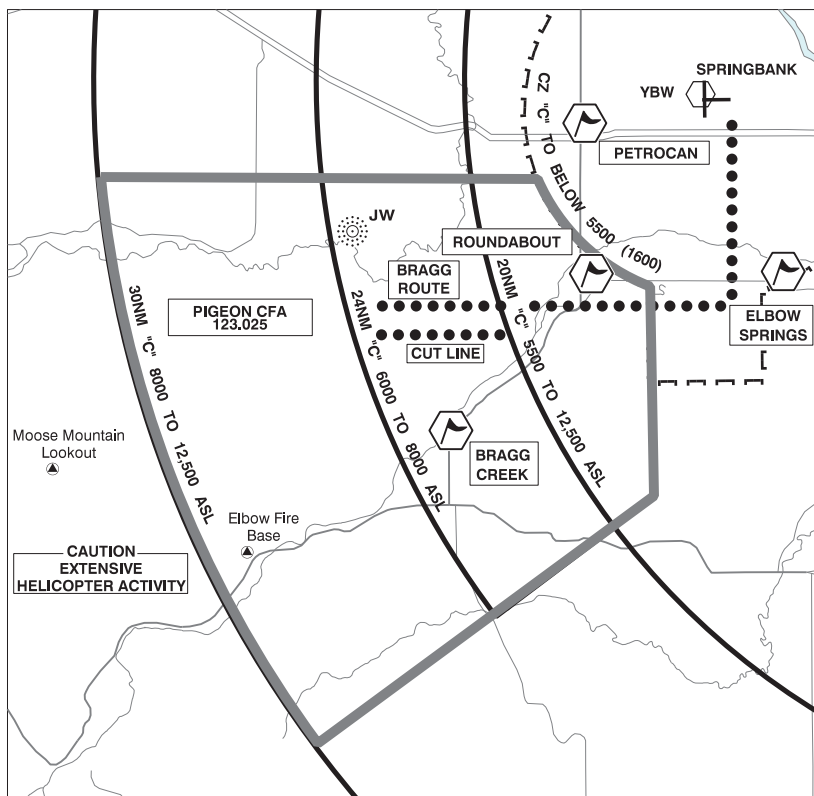 SPRINGBANK
YBW
PETROCAN
CZ "C" TO BELOW 5500 (1600)
JW
ROUNDABOUT
BRAGG
ROUTE
30NM "C" 8000 TO 12,500 ASL
24NM "C" 6000 TO 8000 ASL
20NM "C" 5500 TO 12,500 ASL
PIGEON CFA
123.025
CUT LINE
ELBOW
SPRINGS
Moose Mountain
Lookout
BRAGG
CREEK
Elbow Fire
Base
CAUTION
EXTENSIVE
HELICOPTER ACTIVITY